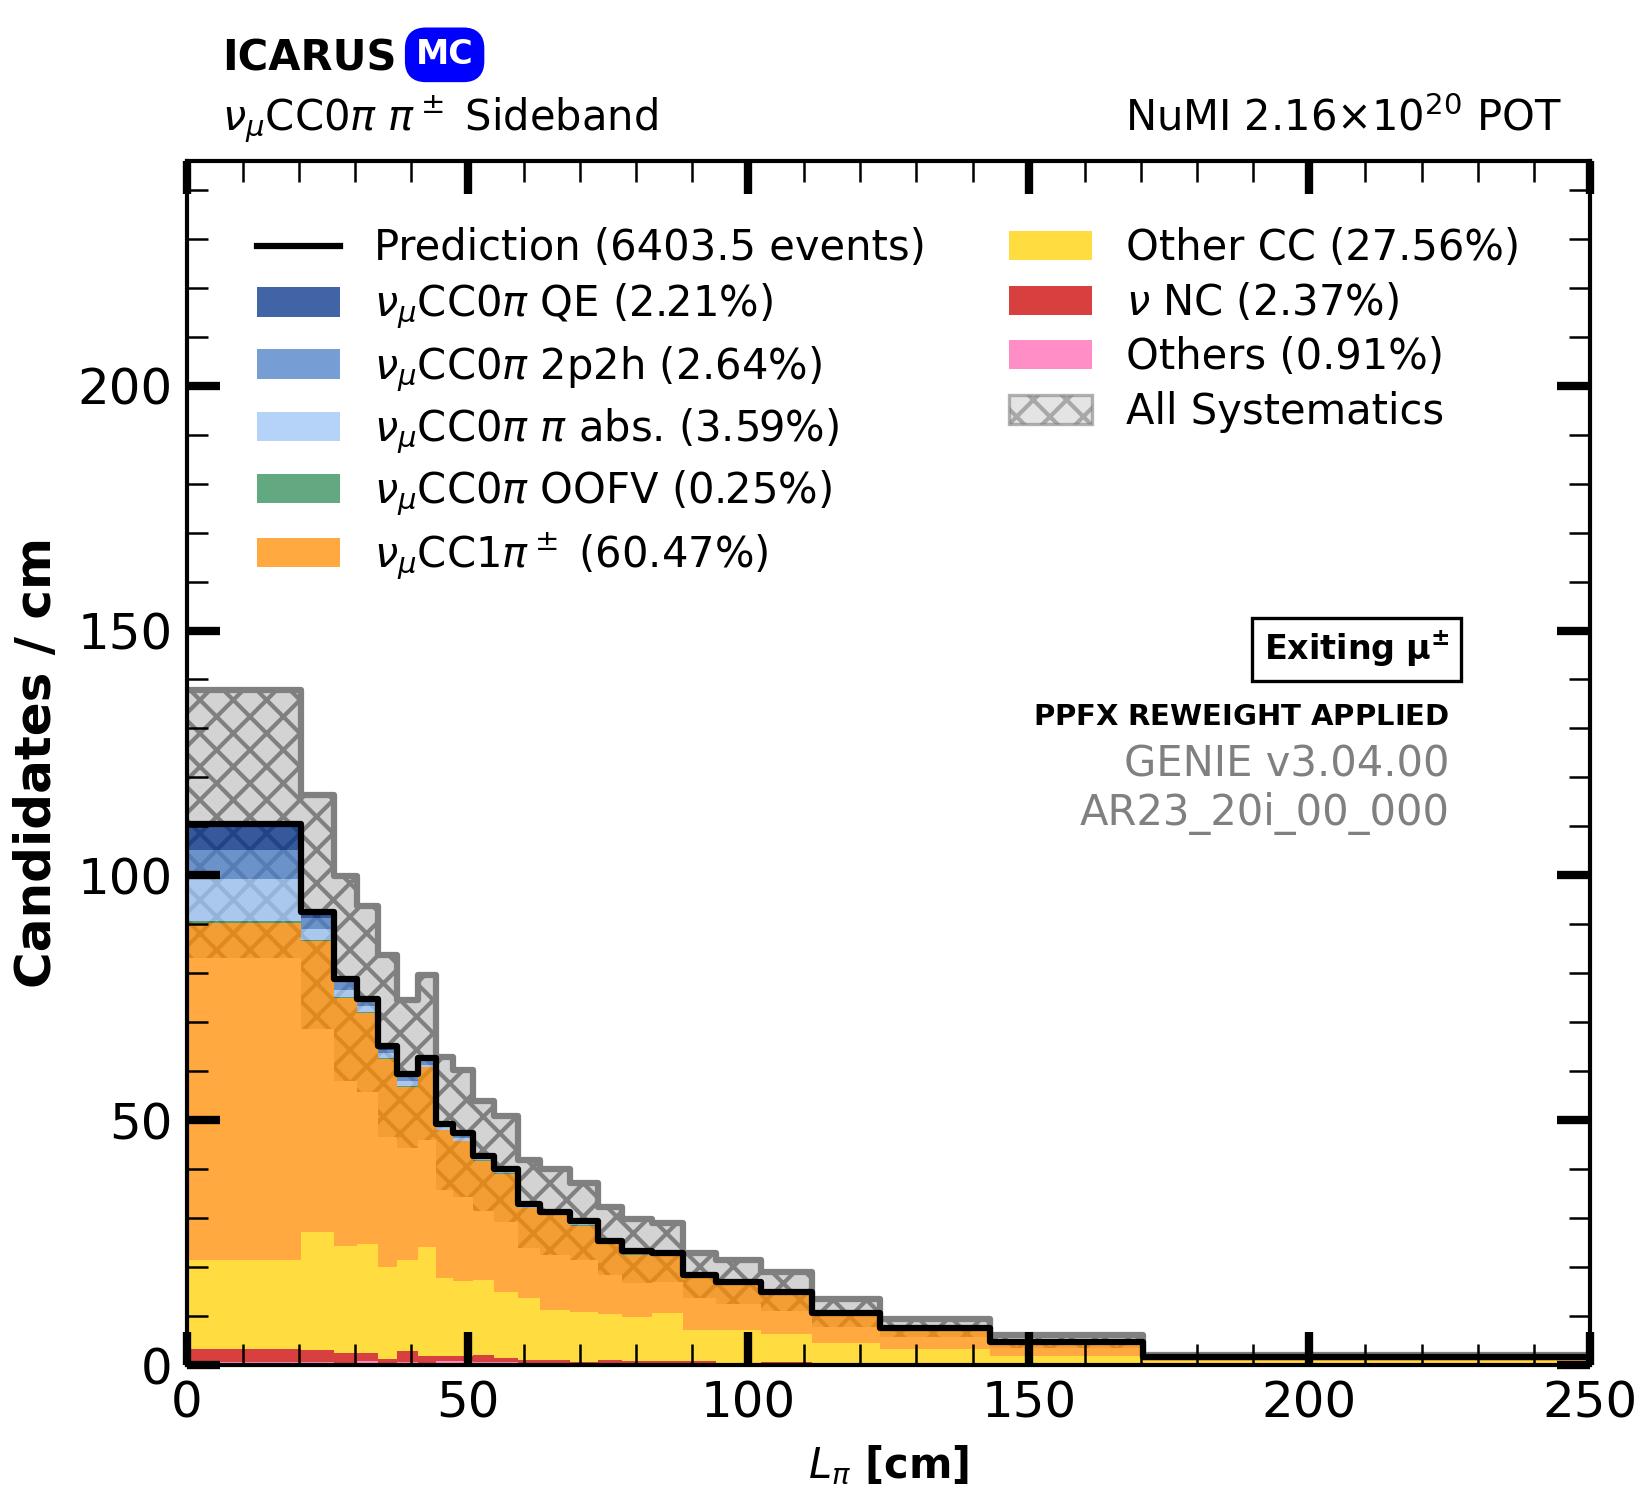 ICARUS MC
νμCC0π π± Sideband
NuMI 2.16×10²⁰ POT
Prediction (6403.5 events)
νμCC0π QE (2.21%)
νμCC0π 2p2h (2.64%)
νμCC0π π abs. (3.59%)
νμCC0π OOFV (0.25%)
νμCC1π± (60.47%)
Other CC (27.56%)
ν NC (2.37%)
Others (0.91%)
All Systematics
Exiting μ±
PPFX REWEIGHT APPLIED
GENIE v3.04.00
AR23_20i_00_000
Candidates / cm
200
150
100
50
0
0 50 100 150 200 250
Lπ [cm]